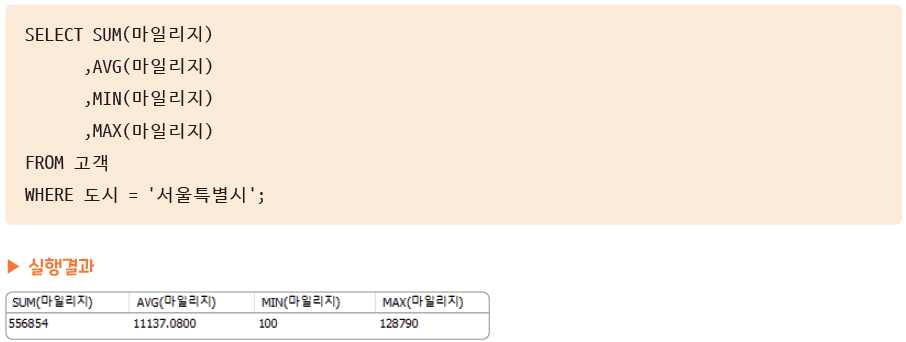 SELECT SUM(마일리지)
,AVG(마일리지)
,MIN(마일리지)
,MAX(마일리지)
FROM 고객
WHERE 도시 = '서울특별시';
▶ 실행결과
SUM(마일리지) AVG(마일리지) MIN(마일리지) MAX(마일리지)
556854 11137.0800 100 128790